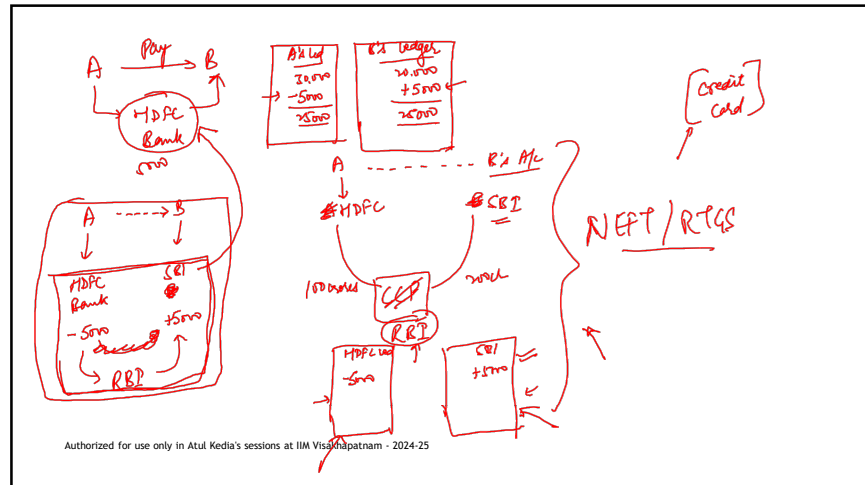 Pay
A B
HDFC
Bank
5000
A's Led
30,000
-5000
25000
B's Ledger
20,000
+5000
25000
Credit
Card
A B's A/c
HDFC SBI
100 crores
CCP
RBI
HDFC Led
-5000
SBI
+5000
NEFT/RTGS
A B
HDFC
Bank
SBI
-5000 +5000
RBI
Authorized for use only in Atul Kedia's sessions at IIM Visakhapatnam - 2024-25